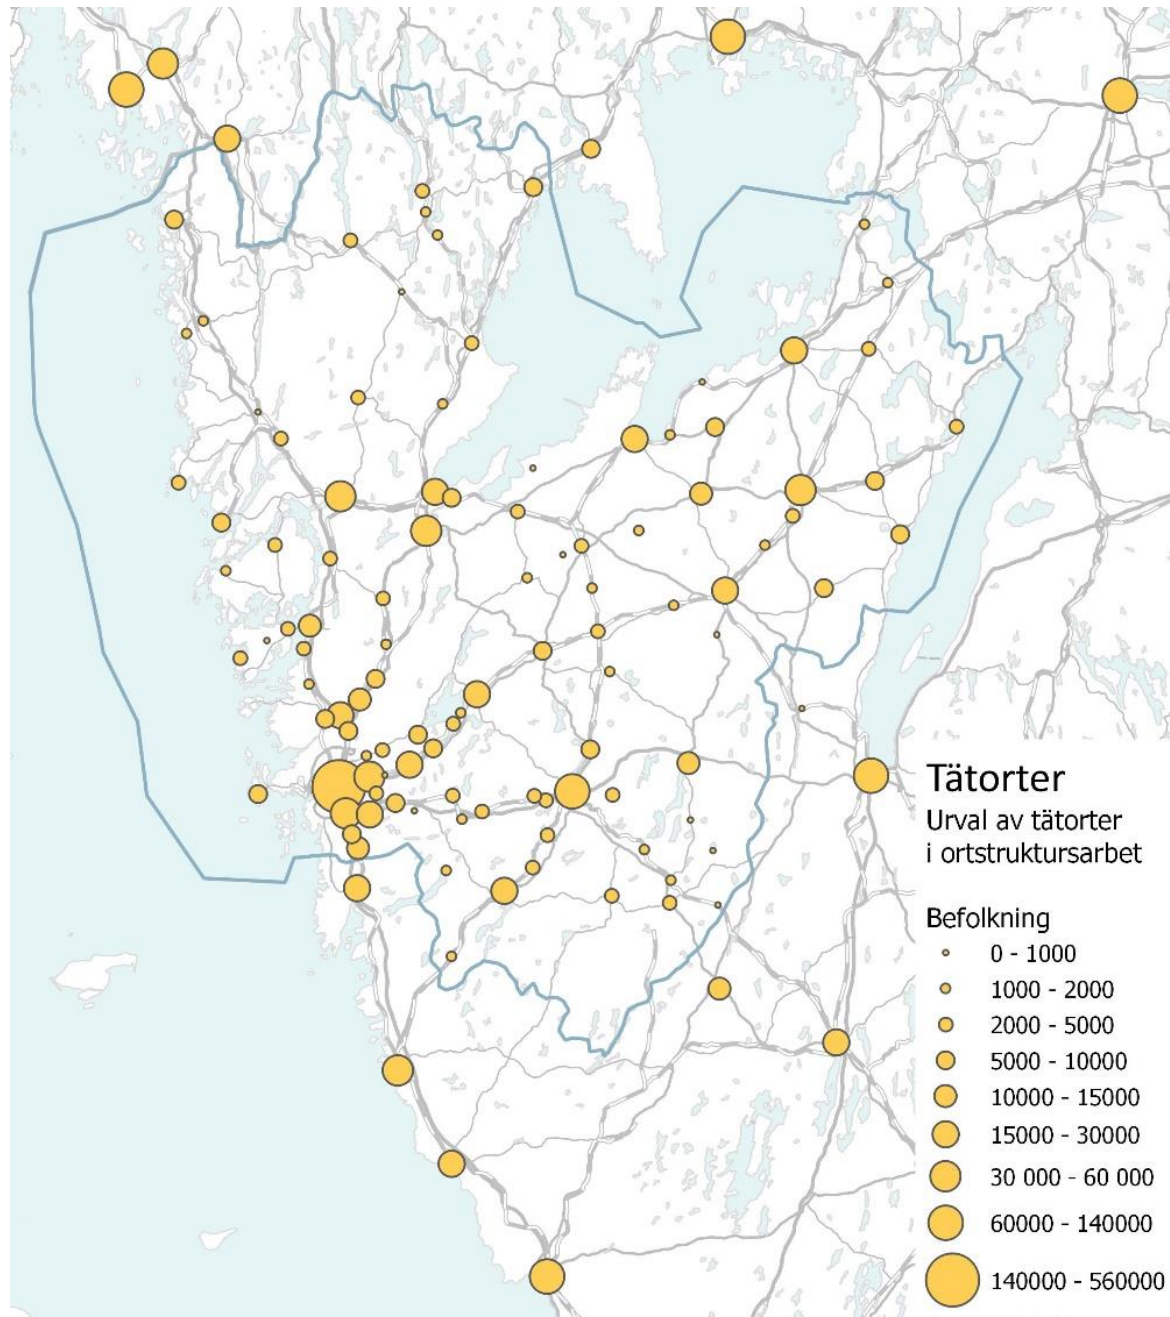 Tätorter
Urval av tätorter
i ortstruktursarbet
Befolkning
0 - 1000
1000 - 2000
2000 - 5000
5000 - 10000
10000 - 15000
15000 - 30000
30 000 - 60 000
60000 - 140000
140000 - 560000